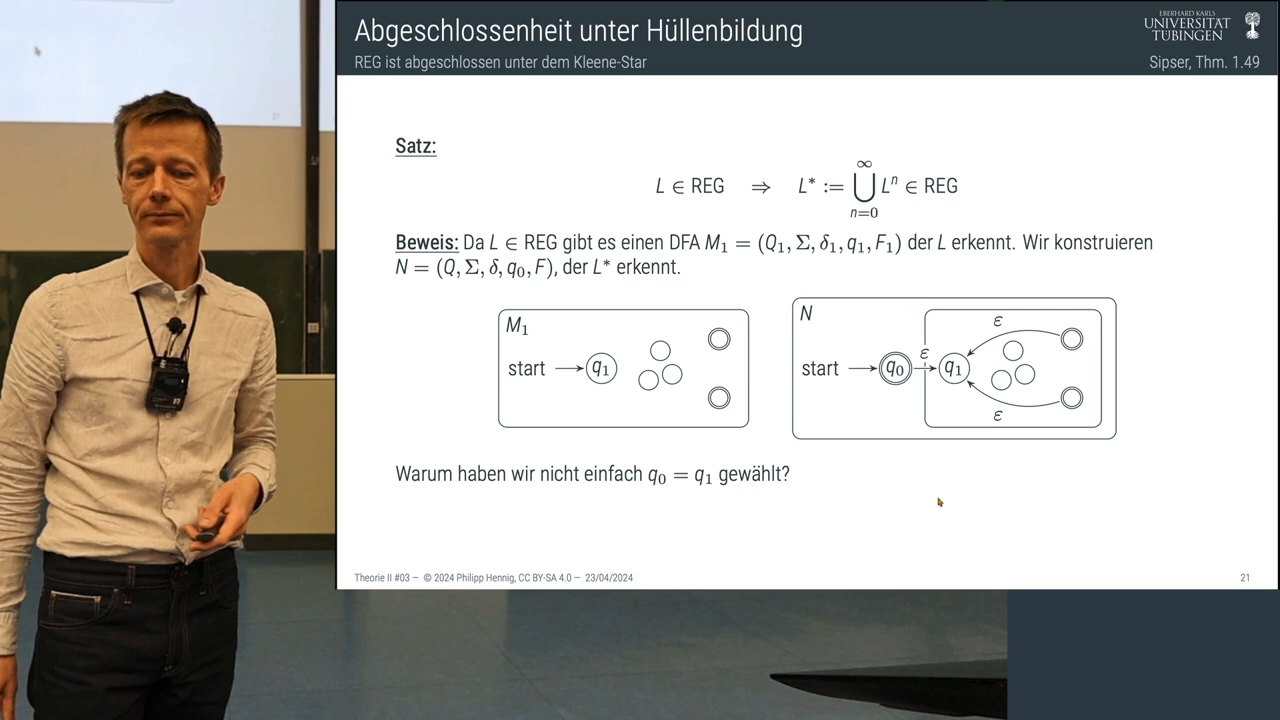 Abgeschlossenheit unter Hüllenbildung
REG ist abgeschlossen unter dem Kleene-Star
EBERHARD KARLS
UNIVERSITÄT
TÜBINGEN
Sipser, Thm. 1.49
Satz:
L ∈ REG ⇒ L* := ⋃_{n=0}^{∞} Lⁿ ∈ REG
Beweis: Da L ∈ REG gibt es einen DFA M₁ = (Q₁, Σ, δ₁, q₁, F₁) der L erkennt. Wir konstruieren
N = (Q, Σ, δ, q₀, F), der L* erkennt.
M₁
start q₁
N
start q₀ ε q₁
ε
ε
Warum haben wir nicht einfach q₀ = q₁ gewählt?
Theorie II #03 — © 2024 Philipp Hennig, CC BY-SA 4.0 — 23/04/2024
21